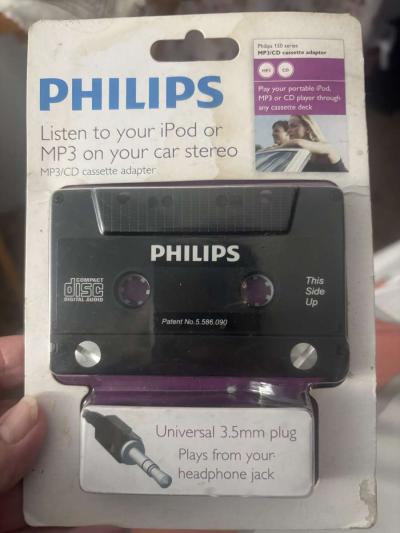 Philips 150 series
MP3/CD cassette adapter
MP3 CD
Play your portable iPod,
MP3 or CD player through
any cassette deck
PHILIPS
Listen to your iPod or
MP3 on your car stereo
MP3/CD cassette adapter
PHILIPS
COMPACT
disc
DIGITAL AUDIO
This
Side
Up
Patent No.5.586.090
Universal 3.5mm plug
Plays from your
headphone jack